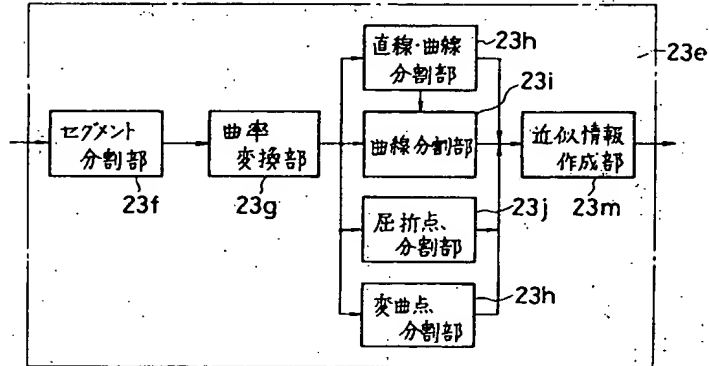 直線・曲線
分割部
23h
23e
23i
セグメント
分割部
23f
曲率
変換部
23g
曲線分割部
近似情報
作成部
23m
屈折点、
分割部
23j
変曲点
分割部
23h